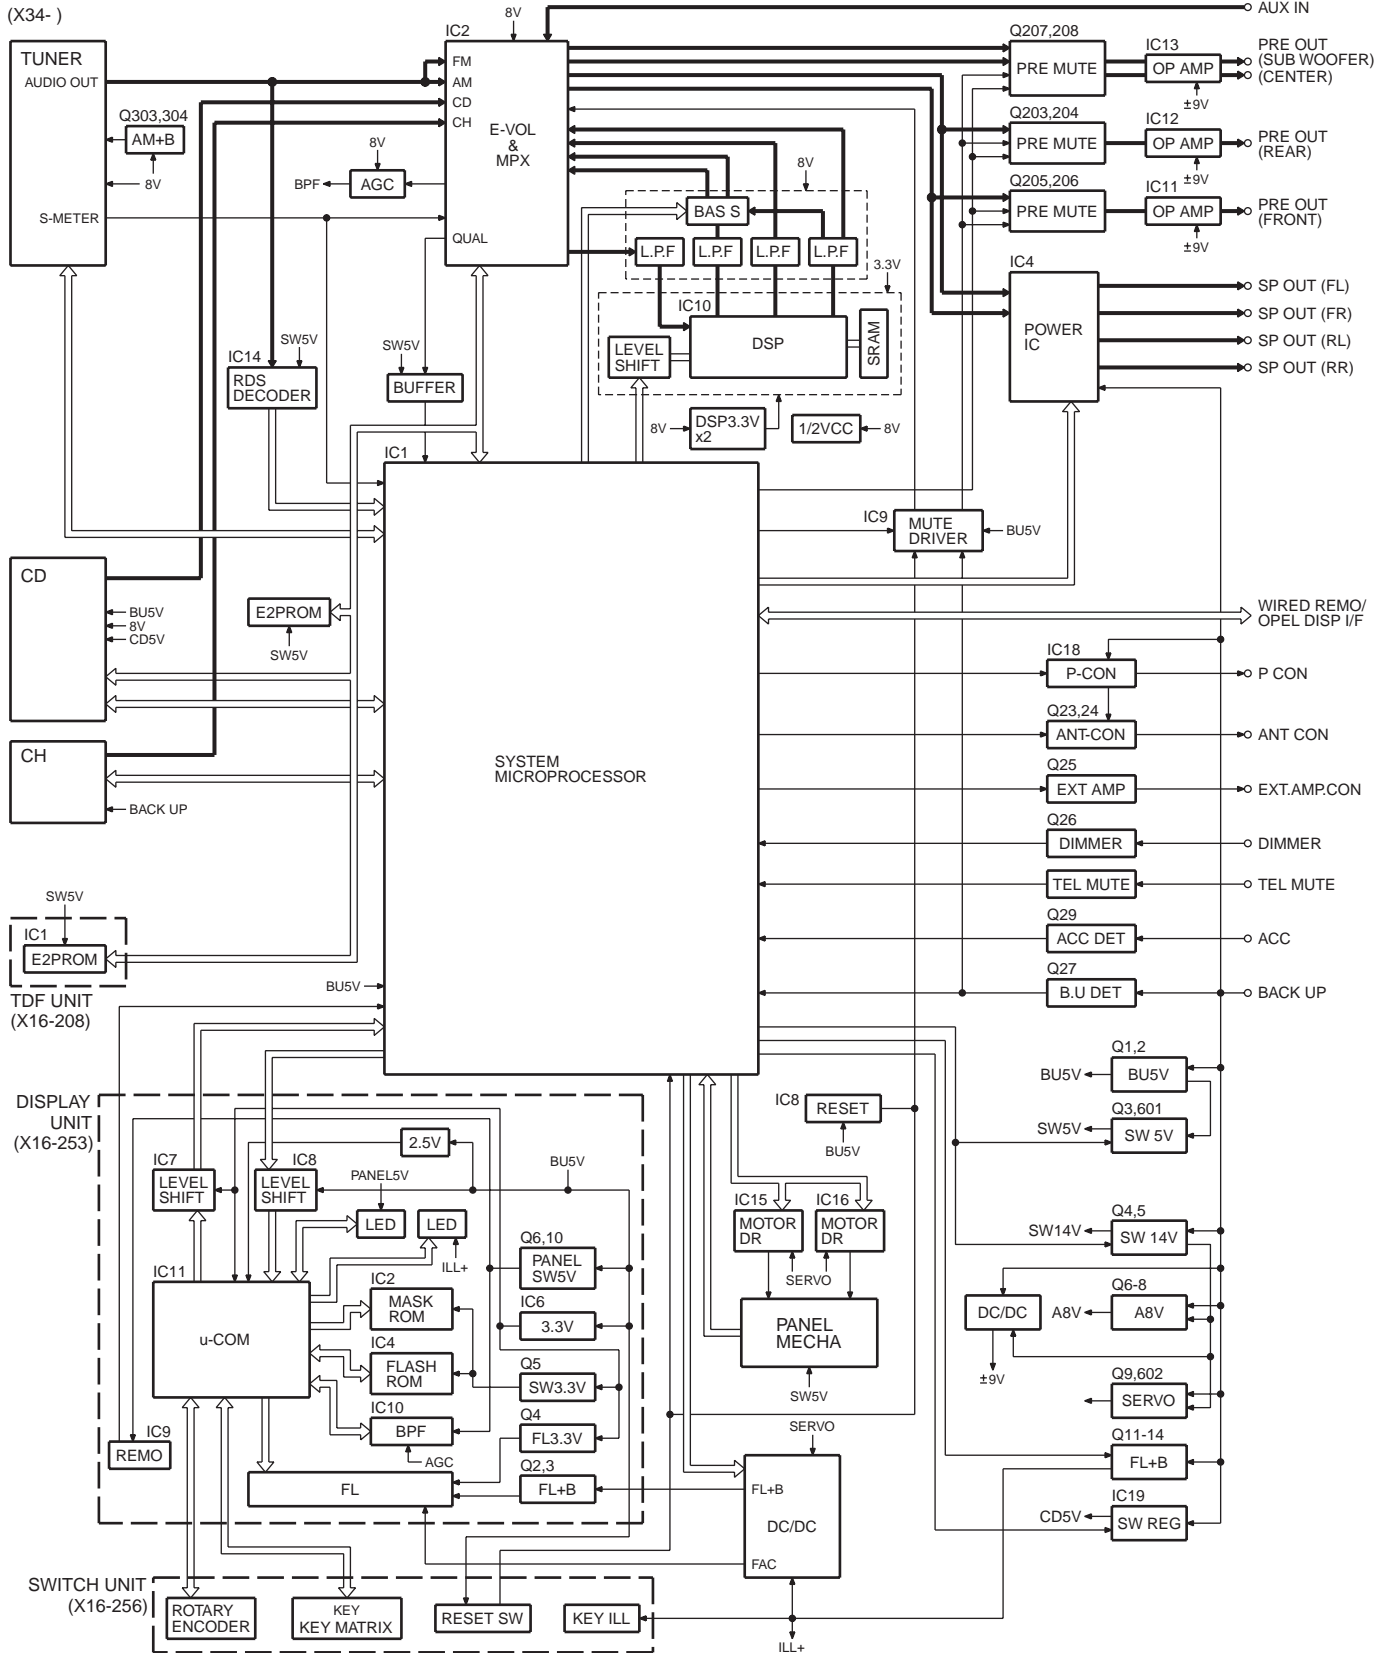 (X34- )
TUNER
AUDIO OUT
Q303,304
AM+B
8V
S-METER
8V
IC2
FM
AM
CD
CH
E-VOL
&
MPX
QUAL
8V
AGC
BPF
AUX IN
Q207,208
PRE MUTE
IC13
OP AMP
±9V
PRE OUT
(SUB WOOFER)
(CENTER)
Q203,204
PRE MUTE
IC12
OP AMP
±9V
PRE OUT
(REAR)
Q205,206
PRE MUTE
IC11
OP AMP
±9V
PRE OUT
(FRONT)
8V
BAS S
L.P.F
L.P.F
L.P.F
L.P.F
3.3V
IC10
DSP
LEVEL
SHIFT
SRAM
8V
DSP3.3V
x2
1/2VCC
8V
IC4
POWER
IC
SP OUT (FL)
SP OUT (FR)
SP OUT (RL)
SP OUT (RR)
SW5V
IC14
RDS
DECODER
SW5V
BUFFER
IC1
SYSTEM
MICROPROCESSOR
IC9
MUTE
DRIVER
BU5V
CD
BU5V
8V
CD5V
E2PROM
SW5V
WIRED REMO/
OPEL DISP I/F
IC18
P-CON
P CON
Q23,24
ANT-CON
ANT CON
CH
BACK UP
Q25
EXT AMP
EXT.AMP.CON
Q26
DIMMER
DIMMER
TEL MUTE
TEL MUTE
Q29
ACC DET
ACC
Q27
B.U DET
BACK UP
SW5V
IC1
E2PROM
TDF UNIT
(X16-208)
BU5V
Q1,2
BU5V
BU5V
Q3,601
SW5V
SW 5V
Q4,5
SW14V
SW 14V
DC/DC
±9V
Q6-8
A8V
A8V
Q9,602
SERVO
Q11-14
FL+B
IC19
CD5V
SW REG
DISPLAY
UNIT
(X16-253)
2.5V
IC7
LEVEL
SHIFT
IC8
LEVEL
SHIFT
PANEL5V
LED
LED
ILL+
BU5V
Q6,10
PANEL
SW5V
IC11
u-COM
IC2
MASK
ROM
IC6
3.3V
IC4
FLASH
ROM
Q5
SW3.3V
IC10
BPF
AGC
Q4
FL3.3V
IC9
REMO
FL
Q2,3
FL+B
IC8
RESET
BU5V
IC15
MOTOR
DR
IC16
MOTOR
DR
SERVO
PANEL
MECHA
SW5V
SERVO
FL+B
DC/DC
FAC
SWITCH UNIT
(X16-256)
ROTARY
ENCODER
KEY
KEY MATRIX
RESET SW
KEY ILL
ILL+